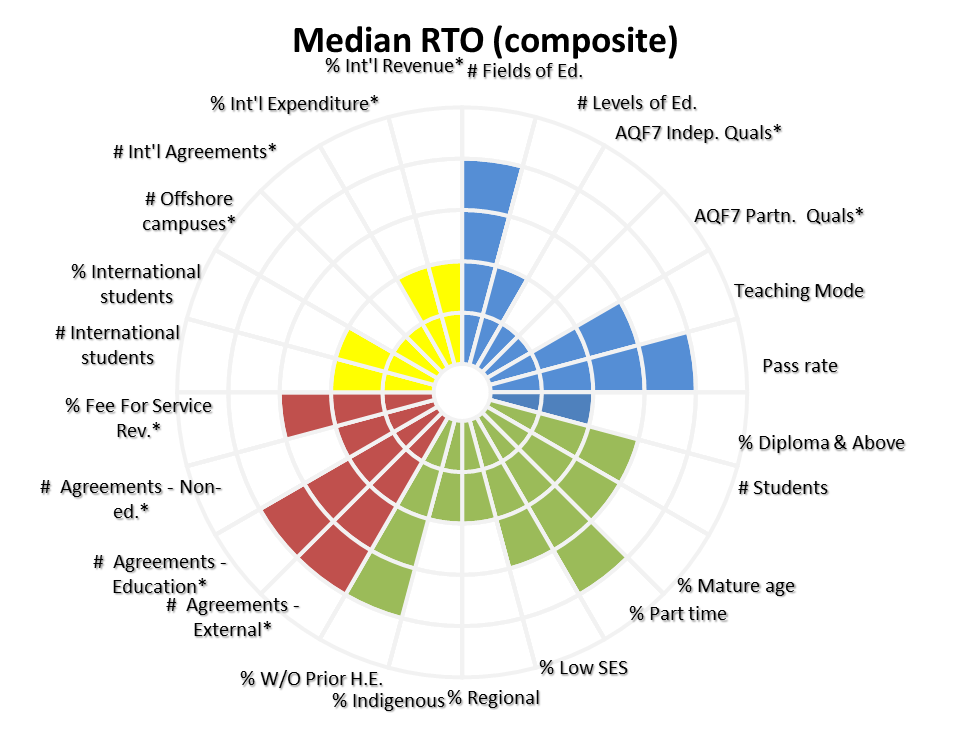 Median RTO (composite)
% Int'l Revenue*
# Fields of Ed.
# Levels of Ed.
AQF7 Indep. Quals*
AQF7 Partn.  Quals*
Teaching Mode
Pass rate
% Diploma & Above
# Students
% Mature age
% Part time
% Low SES
% Regional
% Indigenous
% W/O Prior H.E.
#  Agreements -
External*
#  Agreements -
Education*
#  Agreements - Non-
ed.*
% Fee For Service
Rev.*
# International
students
% International
students
# Offshore
campuses*
# Int'l Agreements*
% Int'l Expenditure*